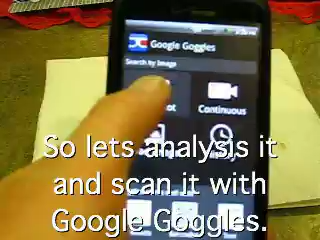 Google Goggles
Search by Image
Continuous
So lets analysis it
and scan it with
Google Goggles.